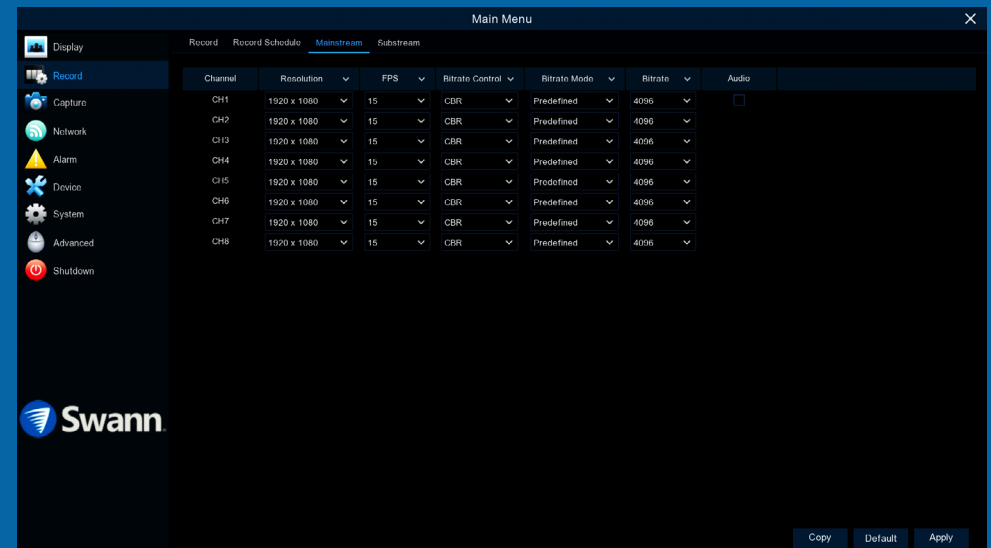 Main Menu
Display
Record
Capture
Network
Alarm
Device
System
Advanced
Shutdown
Swann
Record Record Schedule Mainstream Substream
Channel Resolution FPS Bitrate Control Bitrate Mode Bitrate Audio
CH1 1920 x 1080 15 CBR Predefined 4096
CH2 1920 x 1080 15 CBR Predefined 4096
CH3 1920 x 1080 15 CBR Predefined 4096
CH4 1920 x 1080 15 CBR Predefined 4096
CH5 1920 x 1080 15 CBR Predefined 4096
CH6 1920 x 1080 15 CBR Predefined 4096
CH7 1920 x 1080 15 CBR Predefined 4096
CH8 1920 x 1080 15 CBR Predefined 4096
Copy Default Apply